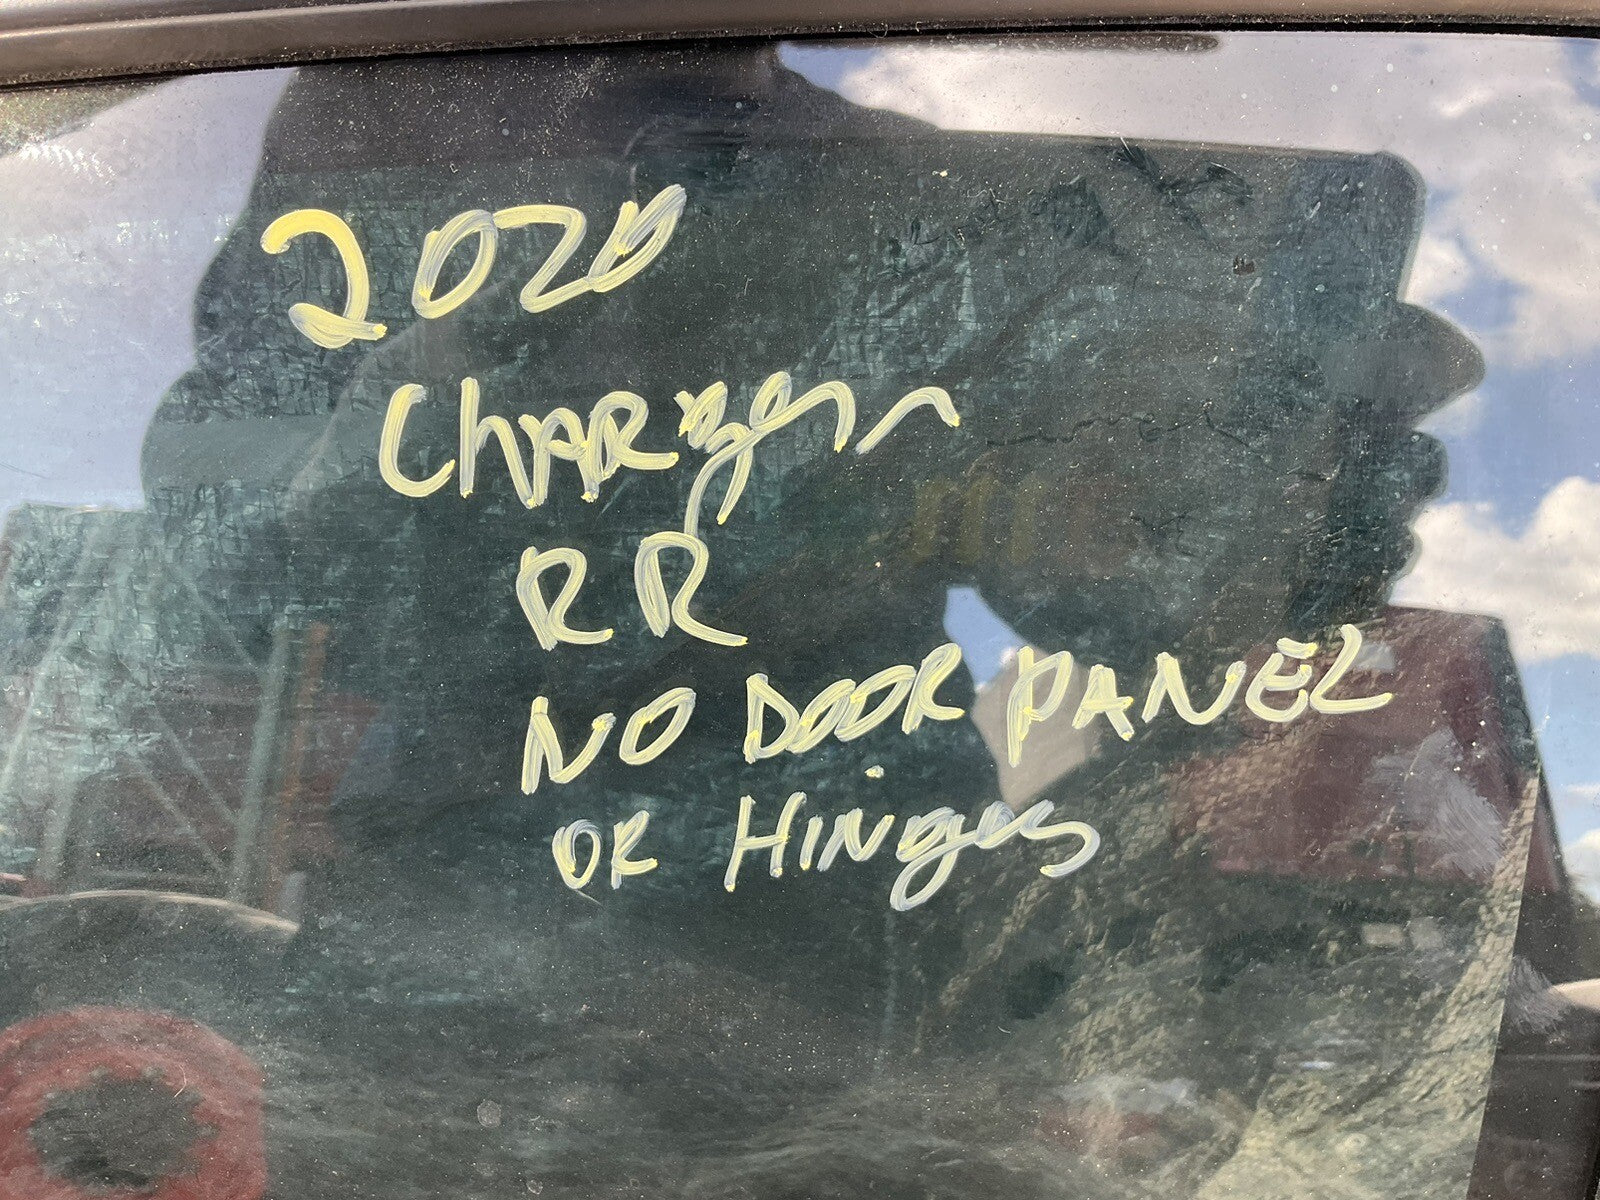 2020
CHARger
RR
NO DOOR PANEL
OR HINges